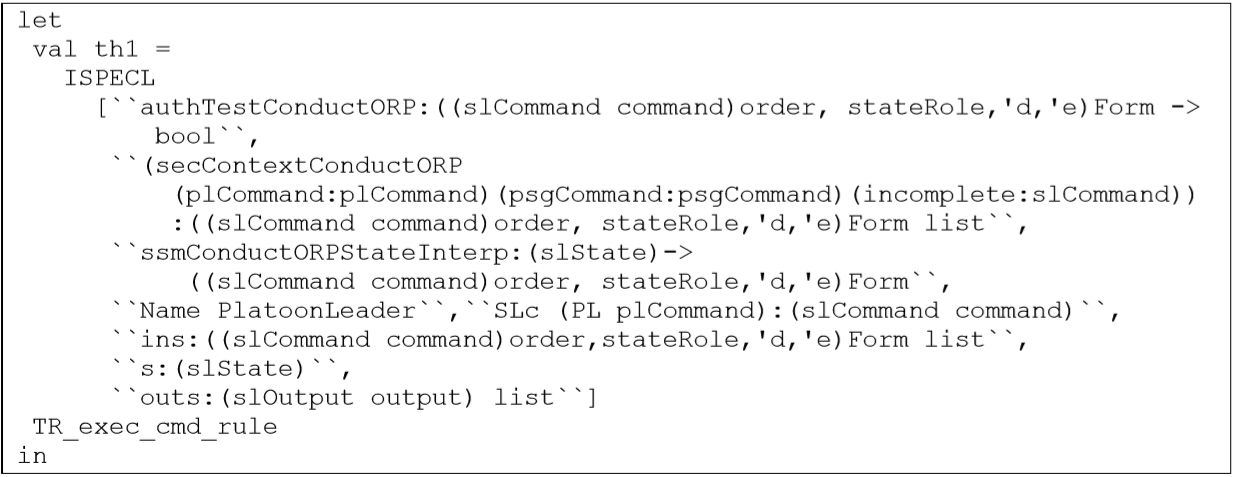 let
val th1 =
ISPECL
[``authTestConductORP:((slCommand command)order, stateRole,'d,'e)Form ->
bool``,
``(secContextConductORP
(plCommand:plCommand)(psgCommand:psgCommand)(incomplete:slCommand))
:((slCommand command)order, stateRole,'d,'e)Form list``,
``ssmConductORPStateInterp:(slState)->
((slCommand command)order, stateRole,'d,'e)Form``,
``Name PlatoonLeader``,``SLc (PL plCommand):(slCommand command)``,
``ins:((slCommand command)order,stateRole,'d,'e)Form list``,
``s:(slState)``,
``outs:(slOutput output) list``]
TR_exec_cmd_rule
in